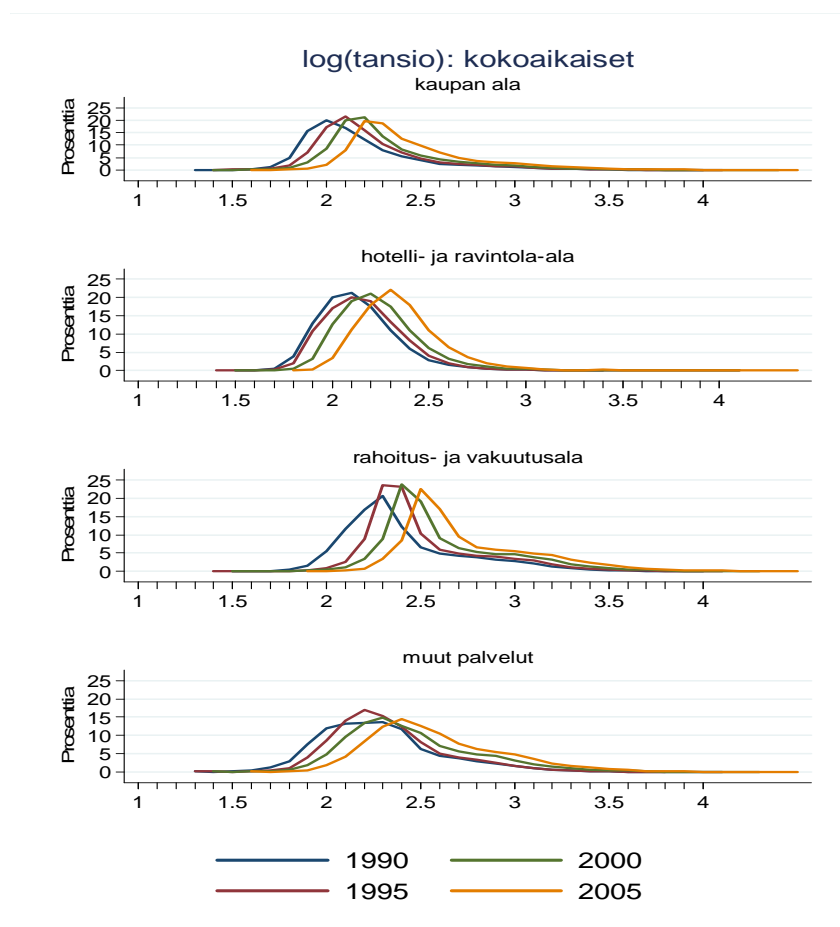 log(tansio): kokoaikaiset
kaupan ala
Prosenttia
25
20
15
10
5
0
1 1.5 2 2.5 3 3.5 4
hotelli- ja ravintola-ala
Prosenttia
25
20
15
10
5
0
1 1.5 2 2.5 3 3.5 4
rahoitus- ja vakuutusala
Prosenttia
25
20
15
10
5
0
1 1.5 2 2.5 3 3.5 4
muut palvelut
Prosenttia
25
20
15
10
5
0
1 1.5 2 2.5 3 3.5 4
1990 2000
1995 2005